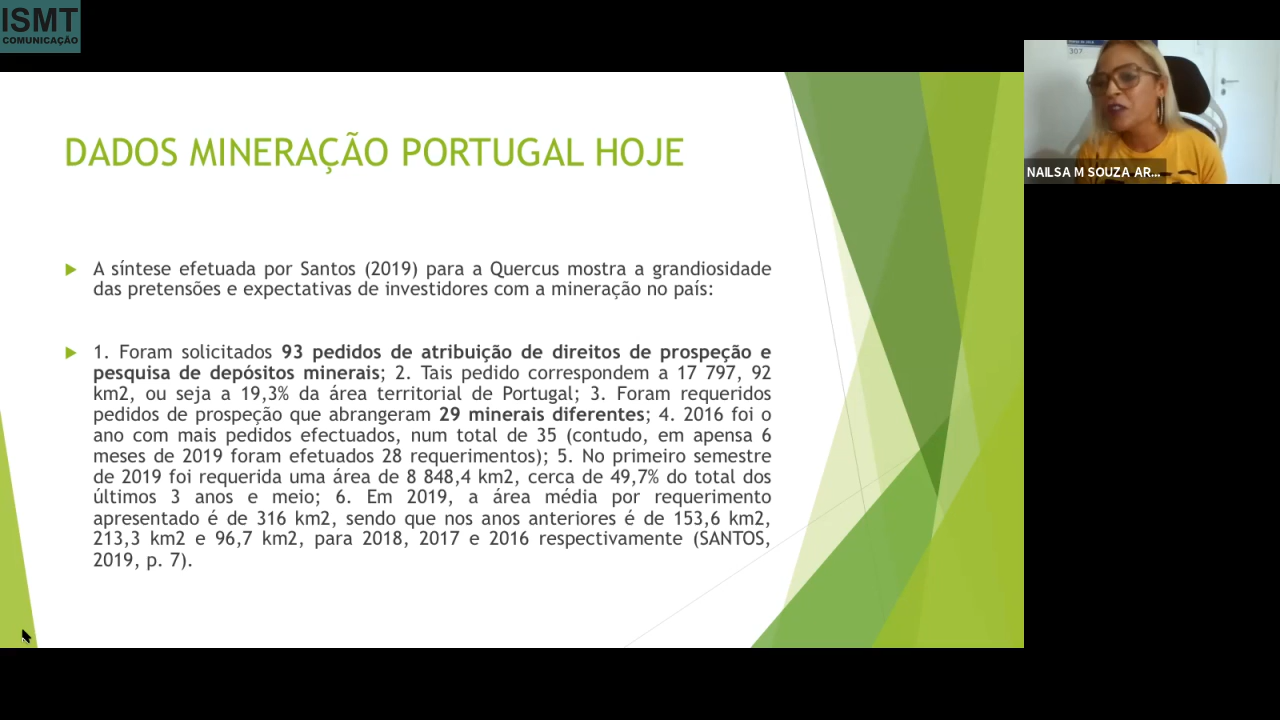 ISMT
COMUNICAÇÃO
307
NAILSA M SOUZA AR...
DADOS MINERAÇÃO PORTUGAL HOJE
A síntese efetuada por Santos (2019) para a Quercus mostra a grandiosidade
das pretensões e expectativas de investidores com a mineração no país:
1. Foram solicitados 93 pedidos de atribuição de direitos de prospeção e
pesquisa de depósitos minerais; 2. Tais pedido correspondem a 17 797, 92
km2, ou seja a 19,3% da área territorial de Portugal; 3. Foram requeridos
pedidos de prospeção que abrangeram 29 minerais diferentes; 4. 2016 foi o
ano com mais pedidos efectuados, num total de 35 (contudo, em apensa 6
meses de 2019 foram efetuados 28 requerimentos); 5. No primeiro semestre
de 2019 foi requerida uma área de 8 848,4 km2, cerca de 49,7% do total dos
últimos 3 anos e meio; 6. Em 2019, a área média por requerimento
apresentado é de 316 km2, sendo que nos anos anteriores é de 153,6 km2,
213,3 km2 e 96,7 km2, para 2018, 2017 e 2016 respectivamente (SANTOS,
2019, p. 7).